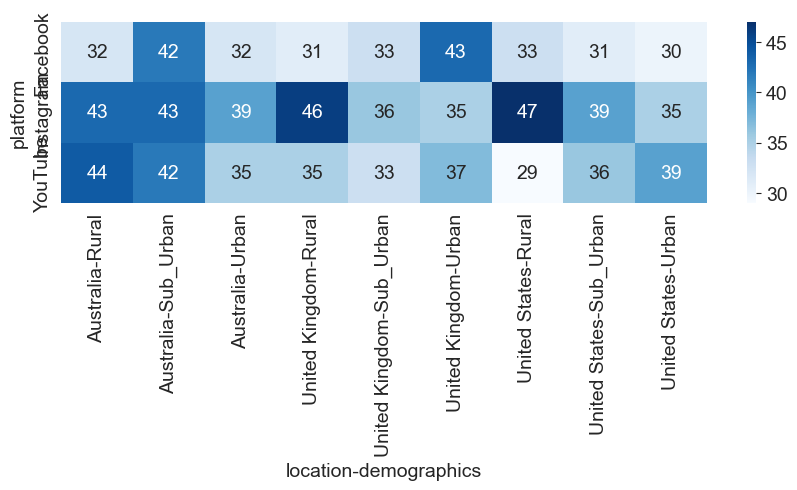 platform
Facebook
Instagram
YouTube
32 42 32 31 33 43 33 31 30
43 43 39 46 36 35 47 39 35
44 42 35 35 33 37 29 36 39
45
40
35
30
Australia-Rural
Australia-Sub_Urban
Australia-Urban
United Kingdom-Rural
United Kingdom-Sub_Urban
United Kingdom-Urban
United States-Rural
United States-Sub_Urban
United States-Urban
location-demographics